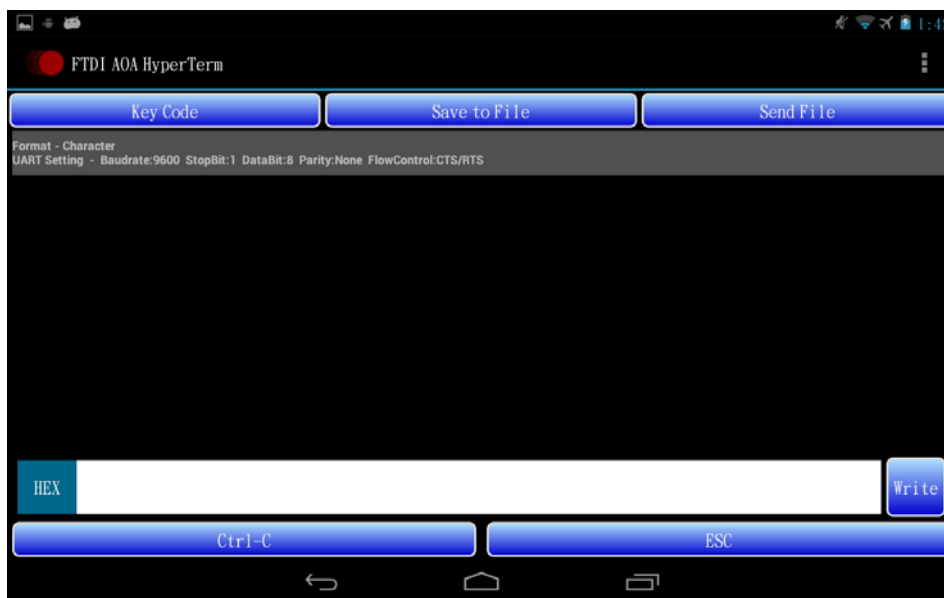 FTDI AOA HyperTerm
Key Code Save to File Send File
Format - Character
UART Setting - Baudrate:9600 StopBit:1 DataBit:8 Parity:None FlowControl:CTS/RTS
HEX Write
Ctrl-C ESC